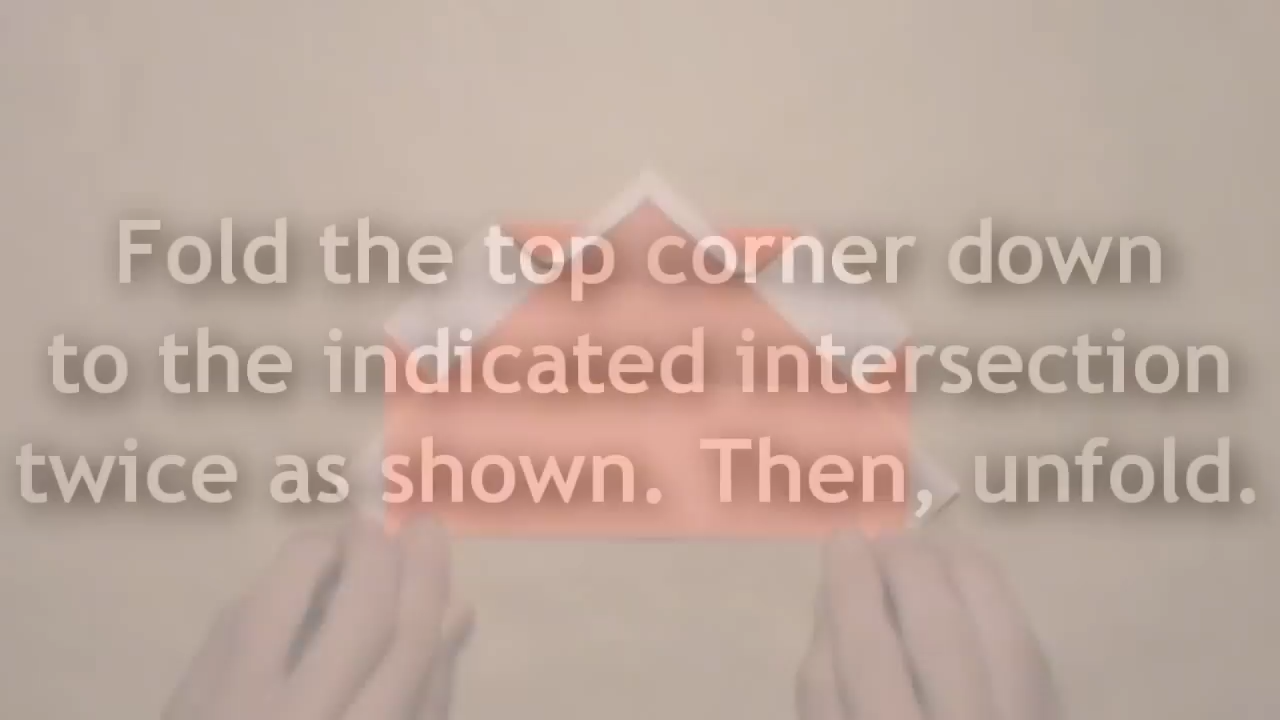 Fold the top corner down
to the indicated intersection
twice as shown. Then, unfold.